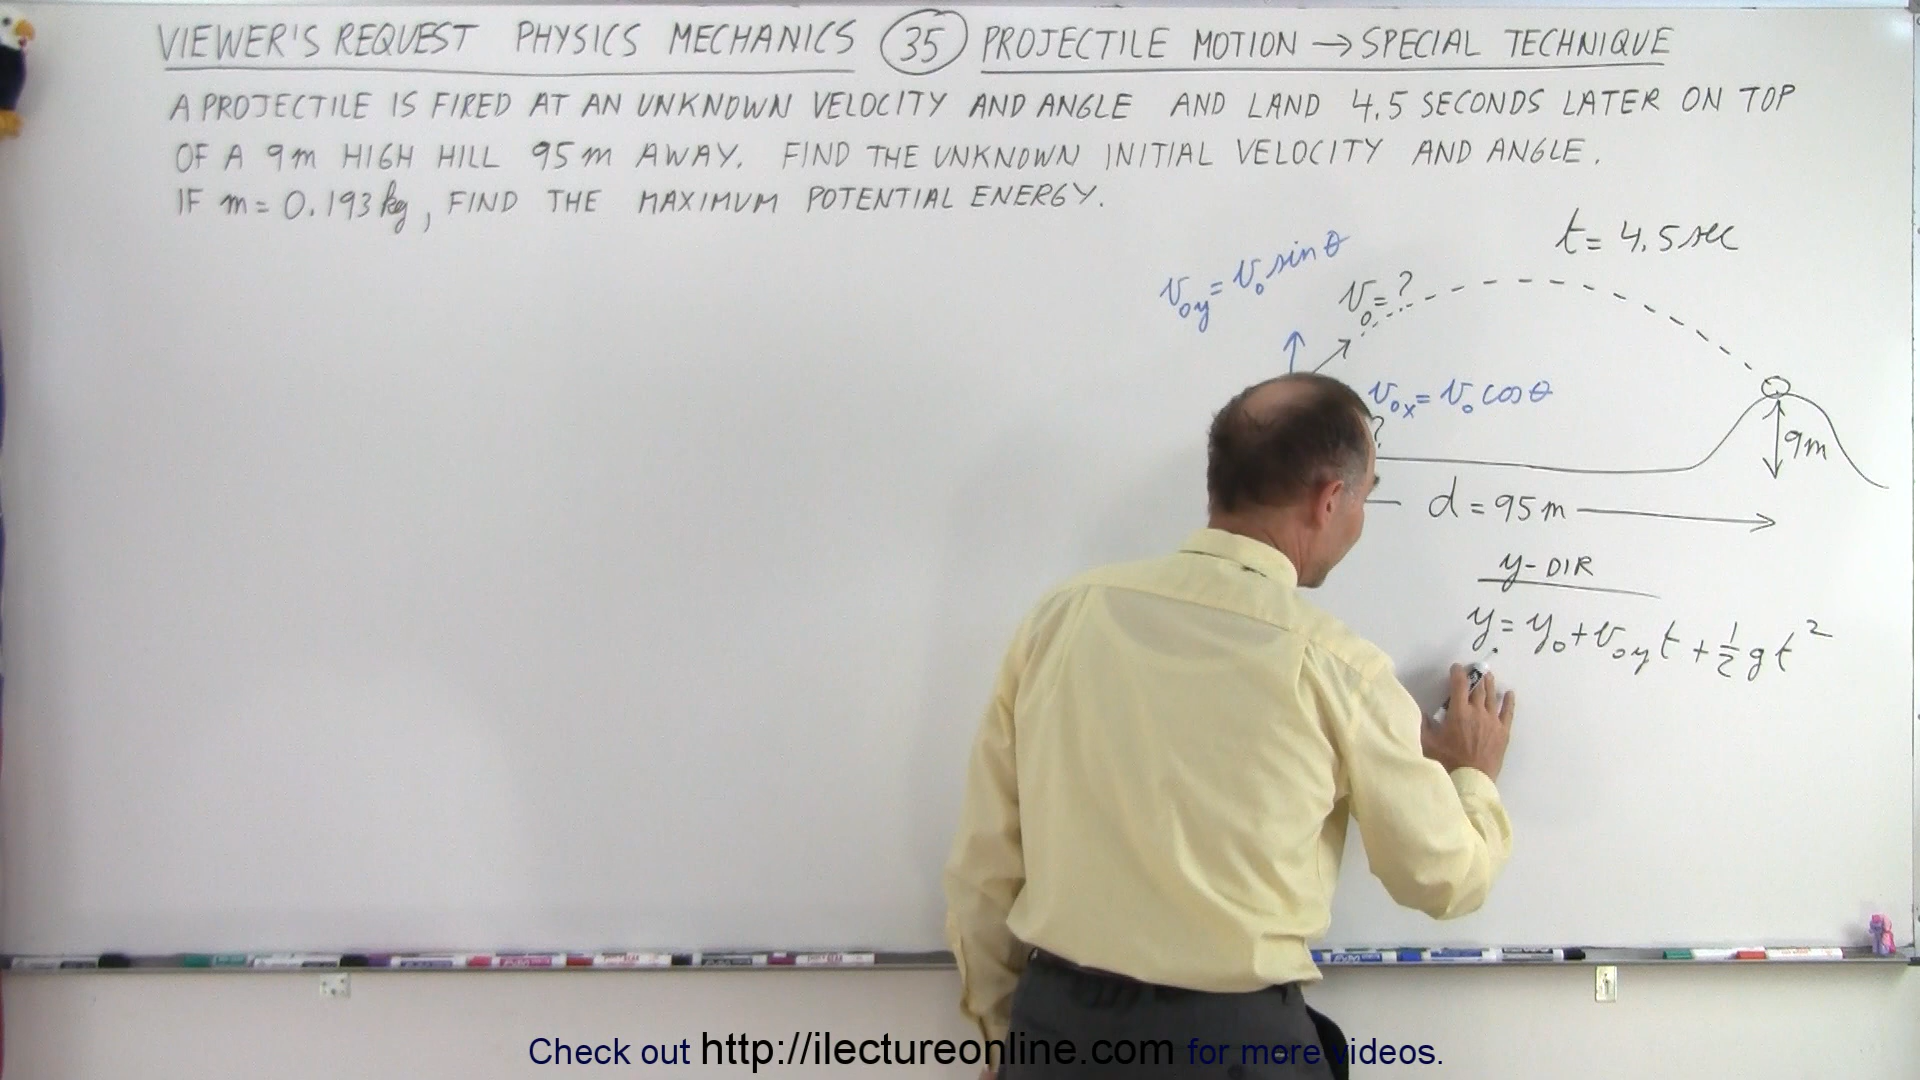 VIEWER'S REQUEST PHYSICS MECHANICS 35 PROJECTILE MOTION → SPECIAL TECHNIQUE
A PROJECTILE IS FIRED AT AN UNKNOWN VELOCITY AND ANGLE AND LAND 4.5 SECONDS LATER ON TOP
OF A 9m HIGH HILL 95m AWAY. FIND THE UNKNOWN INITIAL VELOCITY AND ANGLE.
IF m = 0.193 kg, FIND THE MAXIMUM POTENTIAL ENERGY.
t = 4.5 sec
v₀y = v₀ sin θ
v₀ = ?
v₀x = v₀ cos θ
?
9m
d = 95m
y-DIR
y = y₀ + v₀y t + ½ g t²
Check out http://ilectureonline.com for more videos.